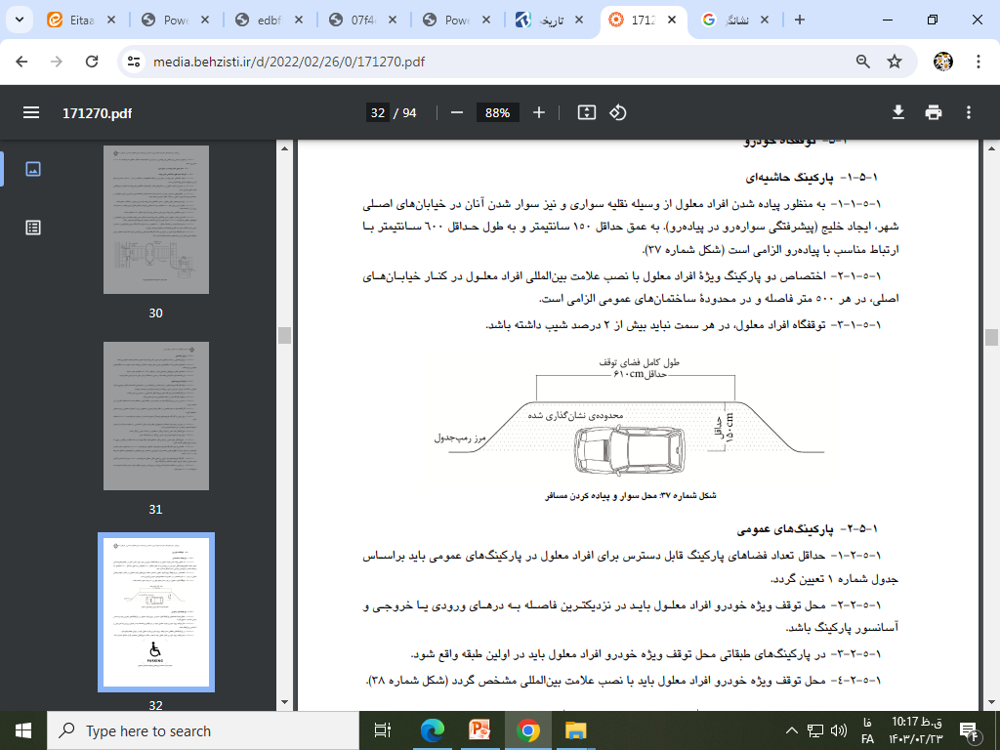 Eitaa
Powe
edbf
07f4
Powe
تاریخ
1712
نشانگر
media.behzisti.ir/d/2022/02/26/0/171270.pdf
171270.pdf
32 / 94
88%
۱-۵- توقفگاه خودرو
۱-۵-۱- پارکینگ حاشیه‌ای
۱-۱-۵-۱- به منظور پیاده شدن افراد معلول از وسیله نقلیه سواری و نیز سوار شدن آنان در خیابان‌های اصلی
شهر، ایجاد خلیج (پیشرفتگی سواره‌رو در پیاده‌رو). به عمق حداقل ۱۵۰ سانتیمتر و به طول حداقل ۶۰۰ سانتیمتر با
ارتباط مناسب با پیاده‌رو الزامی است (شکل شماره ۳۷).
۱-۵-۱-۲- اختصاص دو پارکینگ ویژهٔ افراد معلول با نصب علامت بین‌المللی افراد معلول در کنار خیابان‌های
اصلی، در هر ۵۰۰ متر فاصله و در محدودهٔ ساختمان‌های عمومی الزامی است.
۱-۵-۱-۳- توقفگاه افراد معلول، در هر سمت نباید بیش از ۲ درصد شیب داشته باشد.
طول کامل فضای توقف
حداقل ۶۱۰cm
محدوده‌ی نشان‌گذاری شده
حداقل
۱۵۰cm
مرز رمپ‌جدول
شکل شماره ۳۷: محل سوار و پیاده کردن مسافر
۱-۵-۲- پارکینگ‌های عمومی
۱-۵-۲-۱- حداقل تعداد فضاهای پارکینگ قابل دسترس برای افراد معلول در پارکینگ‌های عمومی باید براساس
جدول شماره ۱ تعیین گردد.
۱-۵-۲-۲- محل توقف ویژه خودرو افراد معلول باید در نزدیکترین فاصله به درهای ورودی یا خروجی و
آسانسور پارکینگ باشد.
۱-۵-۲-۳- در پارکینگ‌های طبقاتی محل توقف ویژه خودرو افراد معلول باید در اولین طبقه واقع شود.
۱-۵-۲-۴- محل توقف ویژه خودرو افراد معلول باید با نصب علامت بین‌المللی مشخص گردد (شکل شماره ۳۸).
30
31
PARKING
32
Type here to search
فا
FA
10:17 ق.ظ
۱۴۰۳/۰۲/۲۳